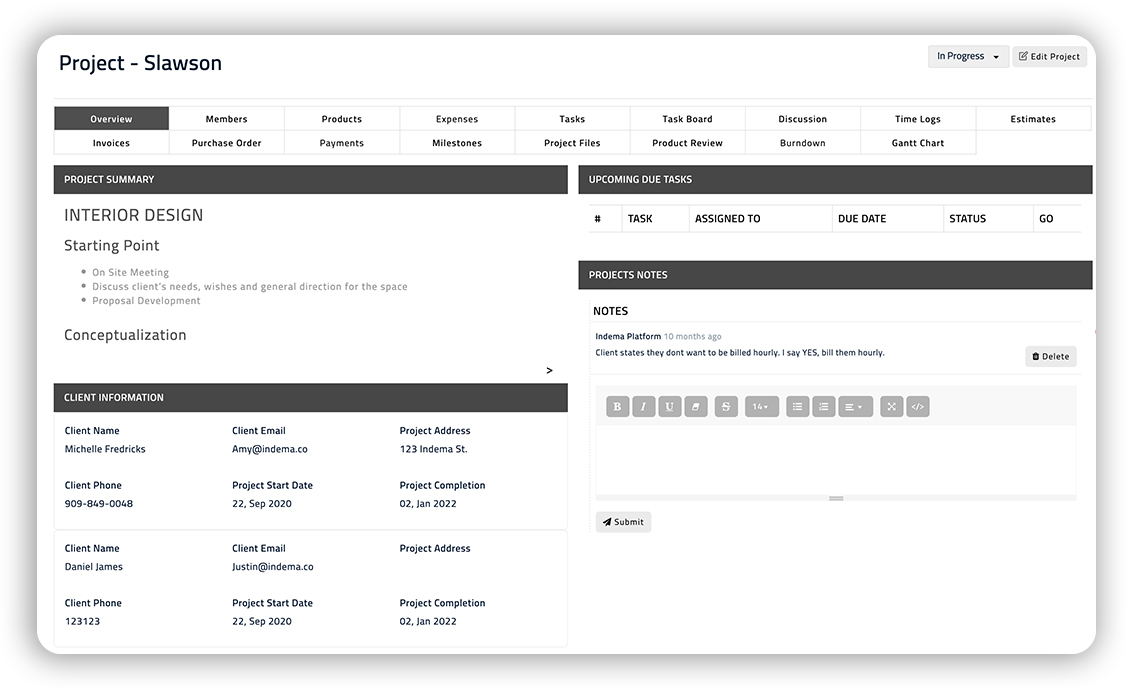 Project - Slawson
In Progress
Edit Project
Overview Members Products Expenses Tasks Task Board Discussion Time Logs Estimates
Invoices Purchase Order Payments Milestones Project Files Product Review Burndown Gantt Chart
PROJECT SUMMARY
INTERIOR DESIGN
Starting Point
On Site Meeting
Discuss client's needs, wishes and general direction for the space
Proposal Development
Conceptualization
>
CLIENT INFORMATION
Client Name Client Email Project Address
Michelle Fredricks Amy@indema.co 123 Indema St.
Client Phone Project Start Date Project Completion
909-849-0048 22, Sep 2020 02, Jan 2022
Client Name Client Email Project Address
Daniel James Justin@indema.co
Client Phone Project Start Date Project Completion
123123 22, Sep 2020 02, Jan 2022
UPCOMING DUE TASKS
# TASK ASSIGNED TO DUE DATE STATUS GO
PROJECTS NOTES
NOTES
Indema Platform 10 months ago
Client states they dont want to be billed hourly. I say YES, bill them hourly.
Delete
B I U S 14 </>
Submit